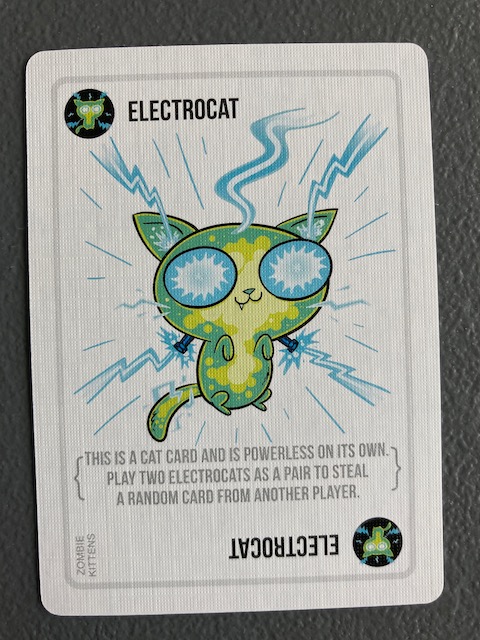 ELECTROCAT
THIS IS A CAT CARD AND IS POWERLESS ON ITS OWN.
PLAY TWO ELECTROCATS AS A PAIR TO STEAL
A RANDOM CARD FROM ANOTHER PLAYER.
ZOMBIE
KITTENS
ELECTROCAT